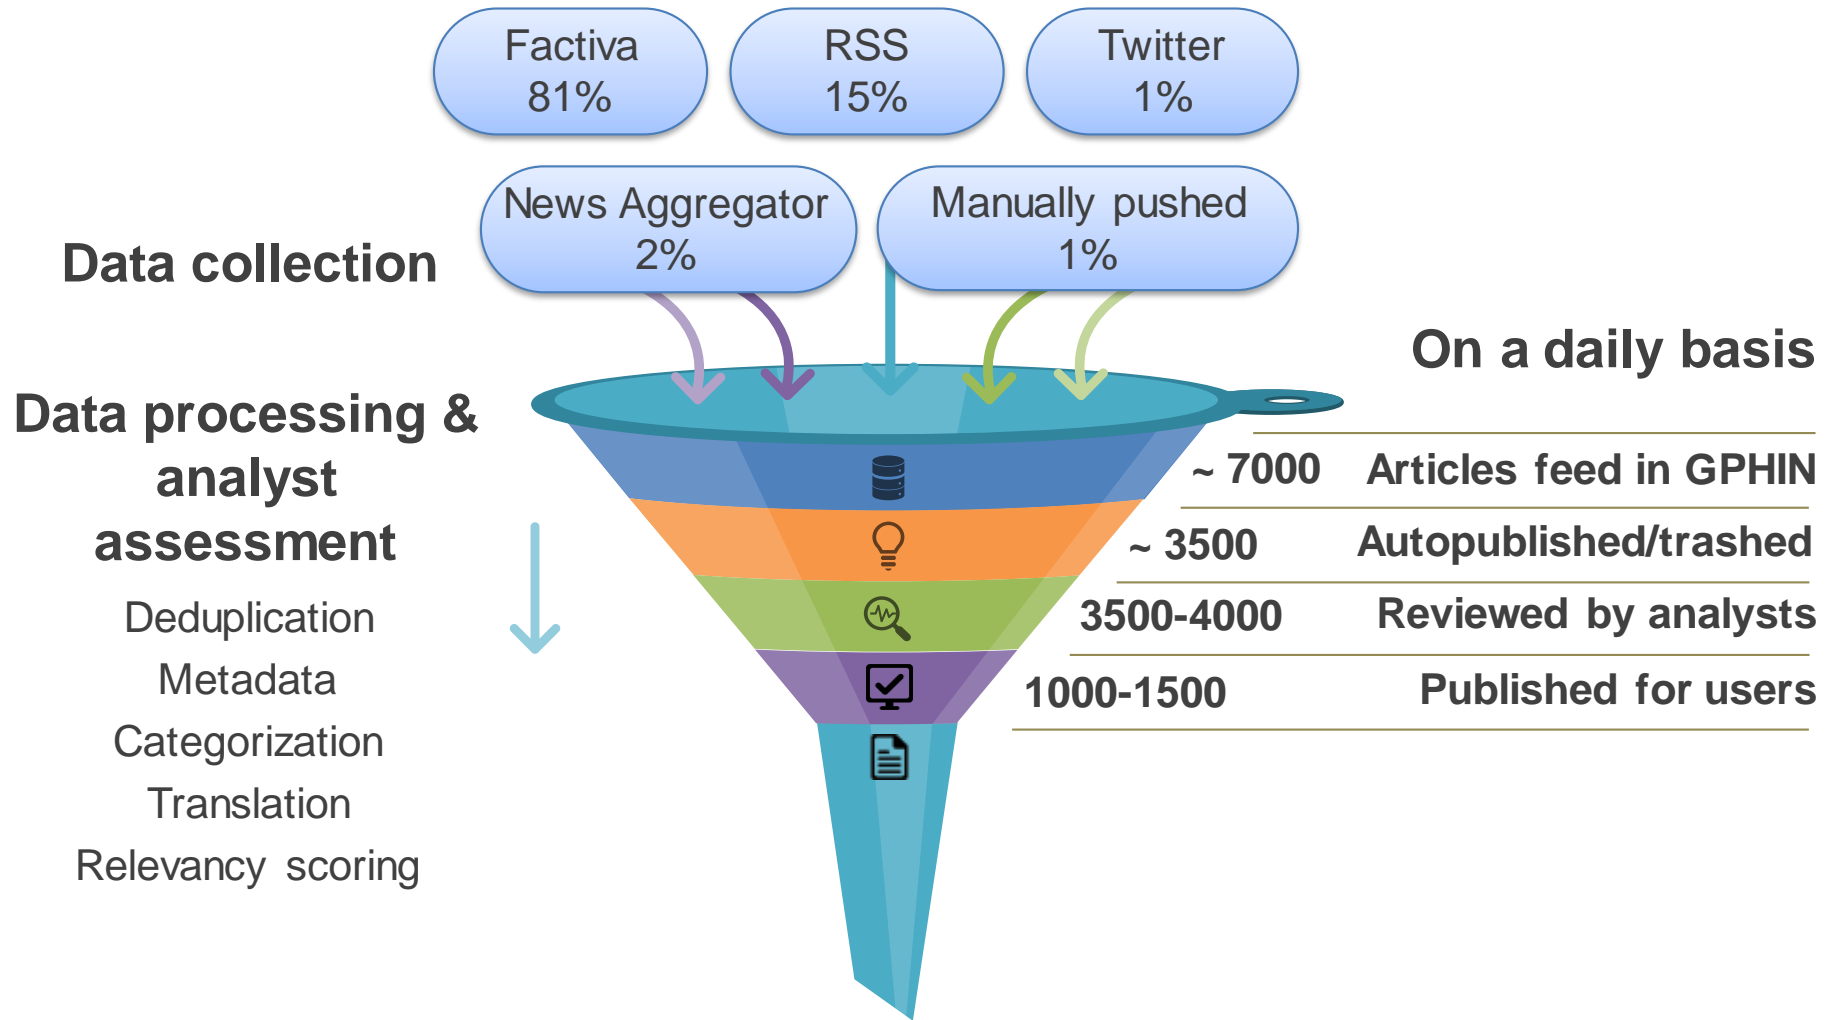 Factiva
81%
RSS
15%
Twitter
1%
News Aggregator
2%
Manually pushed
1%
Data collection
Data processing &
analyst
assessment
Deduplication
Metadata
Categorization
Translation
Relevancy scoring
On a daily basis
~ 7000 Articles feed in GPHIN
~ 3500 Autopublished/trashed
3500-4000 Reviewed by analysts
1000-1500 Published for users